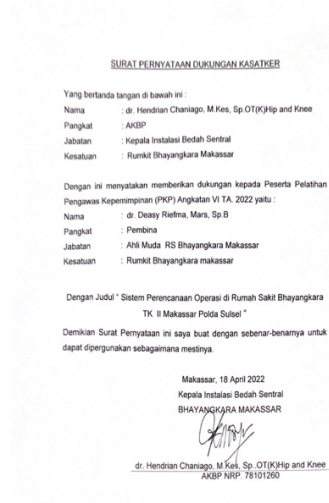 SURAT PERNYATAAN DUKUNGAN KASATKER
Yang bertanda tangan di bawah ini :
Nama : dr. Hendrian Chaniago, M.Kes, Sp.OT(K)Hip and Knee
Pangkat : AKBP
Jabatan : Kepala Instalasi Bedah Sentral
Kesatuan : Rumkit Bhayangkara Makassar
Dengan ini menyatakan memberikan dukungan kepada Peserta Pelatihan
Pengawas Kepemimpinan (PKP) Angkatan VI TA. 2022 yaitu :
Nama : dr. Deasy Riefma, Mars, Sp.B
Pangkat : Pembina
Jabatan : Ahli Muda RS Bhayangkara Makassar
Kesatuan : Rumkit Bhayangkara makassar
Dengan Judul " Sistem Perencanaan Operasi di Rumah Sakit Bhayangkara
TK II Makassar Polda Sulsel "
Demikian Surat Pernyataan ini saya buat dengan sebenar-benarnya untuk
dapat dipergunakan sebagaimana mestinya.
Makassar, 18 April 2022
Kepala Instalasi Bedah Sentral
BHAYANGKARA MAKASSAR
dr. Hendrian Chaniago, M.Kes, Sp.OT(K)Hip and Knee
AKBP NRP. 78101260